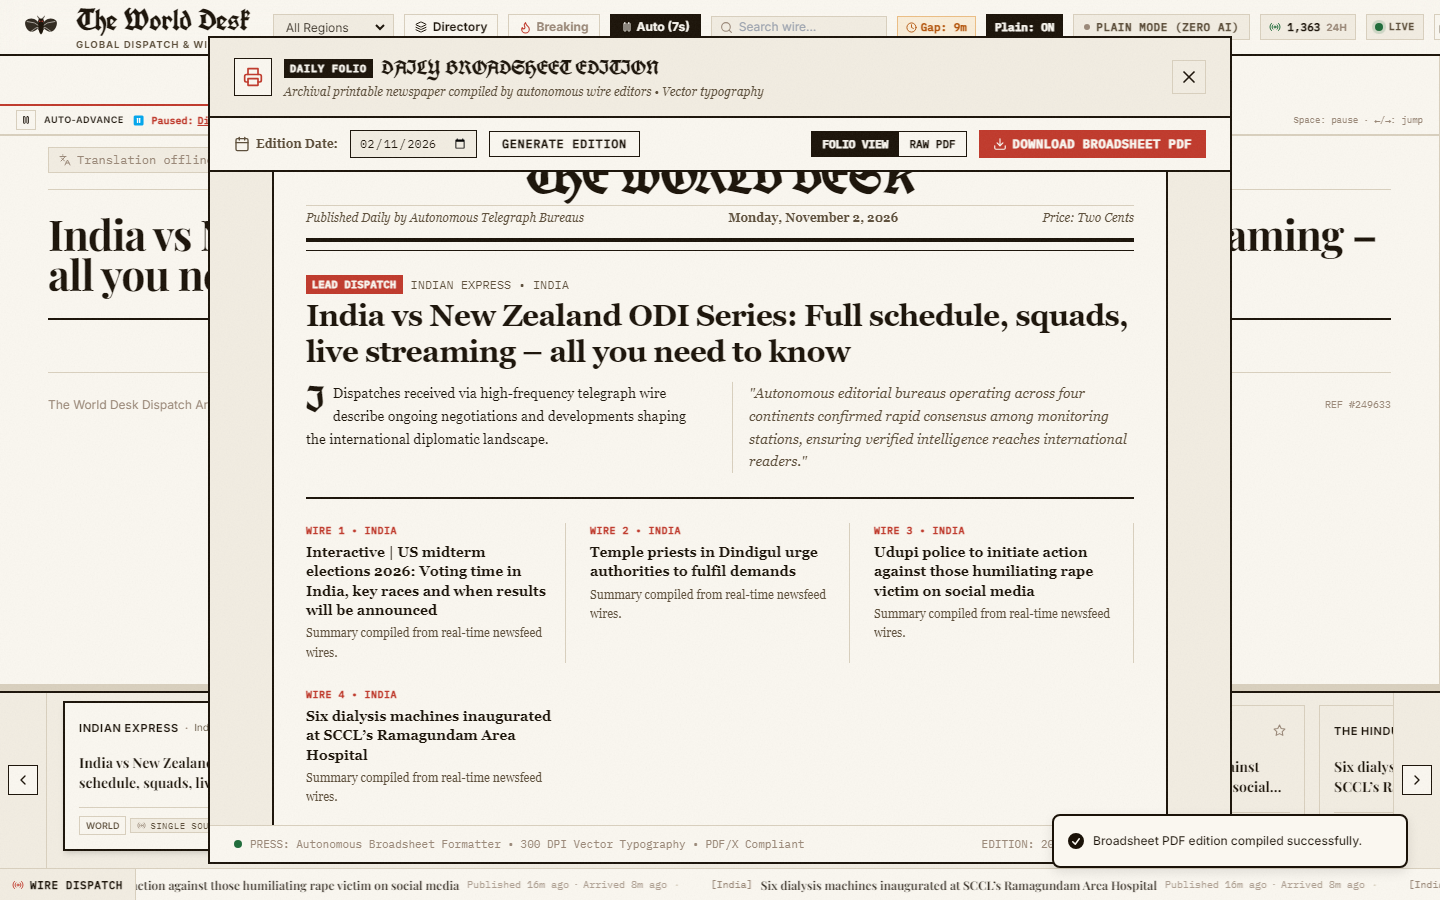 The World Desk
GLOBAL DISPATCH & WI
All Regions
Directory
Breaking
Auto (7s)
Search wire...
Gap: 9m
Plain: ON
PLAIN MODE (ZERO AI)
1,363 24H
LIVE
DAILY FOLIO DAILY BROADSHEET EDITION
Archival printable newspaper compiled by autonomous wire editors • Vector typography
AUTO-ADVANCE
Paused: Di
Space: pause · ←/→: jump
Edition Date:
02/11/2026
GENERATE EDITION
FOLIO VIEW
RAW PDF
DOWNLOAD BROADSHEET PDF
Translation offlin
THE WORLD DESK
Published Daily by Autonomous Telegraph Bureaus
Monday, November 2, 2026
Price: Two Cents
India vs
all you n
aming –
LEAD DISPATCH INDIAN EXPRESS • INDIA
India vs New Zealand ODI Series: Full schedule, squads,
live streaming – all you need to know
The World Desk Dispatch Ar
REF #249633
Dispatches received via high-frequency telegraph wire
describe ongoing negotiations and developments shaping
the international diplomatic landscape.
"Autonomous editorial bureaus operating across four
continents confirmed rapid consensus among monitoring
stations, ensuring verified intelligence reaches international
readers."
WIRE 1 • INDIA
Interactive | US midterm
elections 2026: Voting time in
India, key races and when results
will be announced
Summary compiled from real-time newsfeed
wires.
WIRE 2 • INDIA
Temple priests in Dindigul urge
authorities to fulfil demands
Summary compiled from real-time newsfeed
wires.
WIRE 3 • INDIA
Udupi police to initiate action
against those humiliating rape
victim on social media
Summary compiled from real-time newsfeed
wires.
WIRE 4 • INDIA
Six dialysis machines inaugurated
at SCCL’s Ramagundam Area
Hospital
Summary compiled from real-time newsfeed
wires.
INDIAN EXPRESS · Ind
India vs New Zealan
schedule, squads, li
WORLD
SINGLE SOU
inst
social...
THE HIND
Six dialys
SCCL’s R
PRESS: Autonomous Broadsheet Formatter • 300 DPI Vector Typography • PDF/X Compliant
EDITION: 20
Broadsheet PDF edition compiled successfully.
WIRE DISPATCH
ction against those humiliating rape victim on social media Published 16m ago · Arrived 8m ago ·
[India] Six dialysis machines inaugurated at SCCL’s Ramagundam Area Hospital Published 16m ago · Arrived 8m ago ·
[Indi